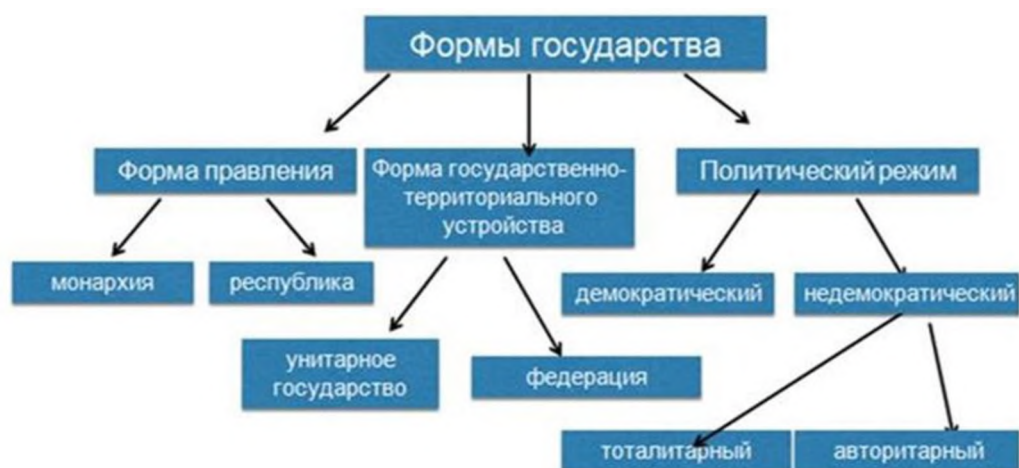 Формы государства
Форма правления
Форма государственно-
территориального
устройства
Политический режим
монархия
республика
демократический
недемократический
унитарное
государство
федерация
тоталитарный
авторитарный